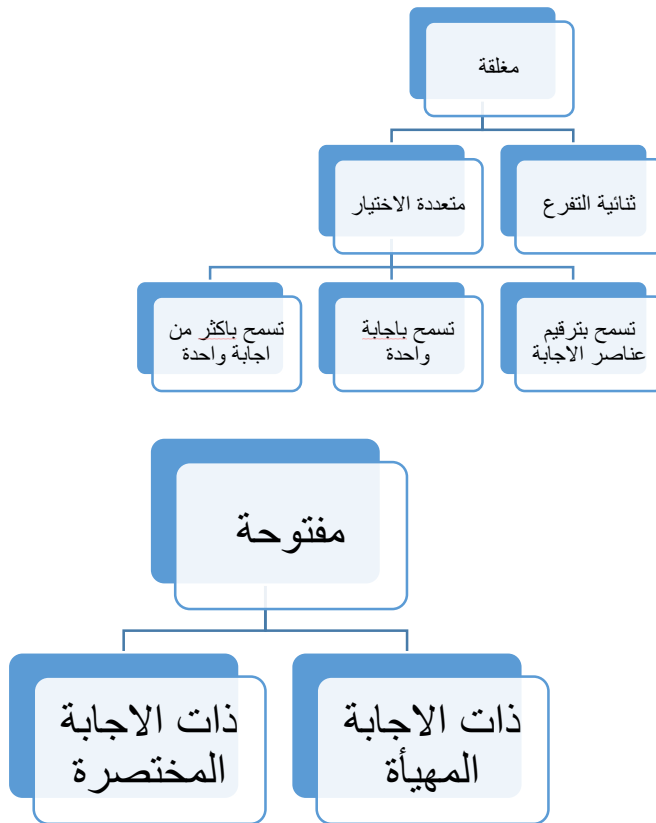 مغلقة
ثنائية التفرع
متعددة الاختيار
تسمح بترقيم
عناصر الاجابة
تسمح باجابة
واحدة
تسمح باكثر من
اجابة واحدة
مفتوحة
ذات الاجابة
المهيأة
ذات الاجابة
المختصرة